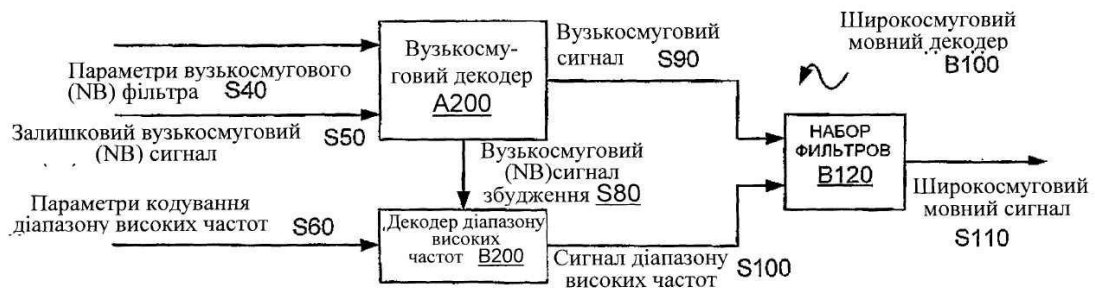 Параметри вузькосмугового
(NB) фільтра S40
Залишковий вузькосмуговий
(NB) сигнал S50
Вузькосму-
говий декодер
A200
Вузькосмуговий
сигнал S90
Широкосмуговий
мовний декодер
B100
Вузькосмуговий
(NB)сигнал
збудження S80
НАБОР
ФИЛЬТРОВ
B120
Широкосмуговий
мовний сигнал
S110
Параметри кодування
діапазону високих частот S60
Декодер діапазону
високих
частот B200
Сигнал діапазону
високих частот S100